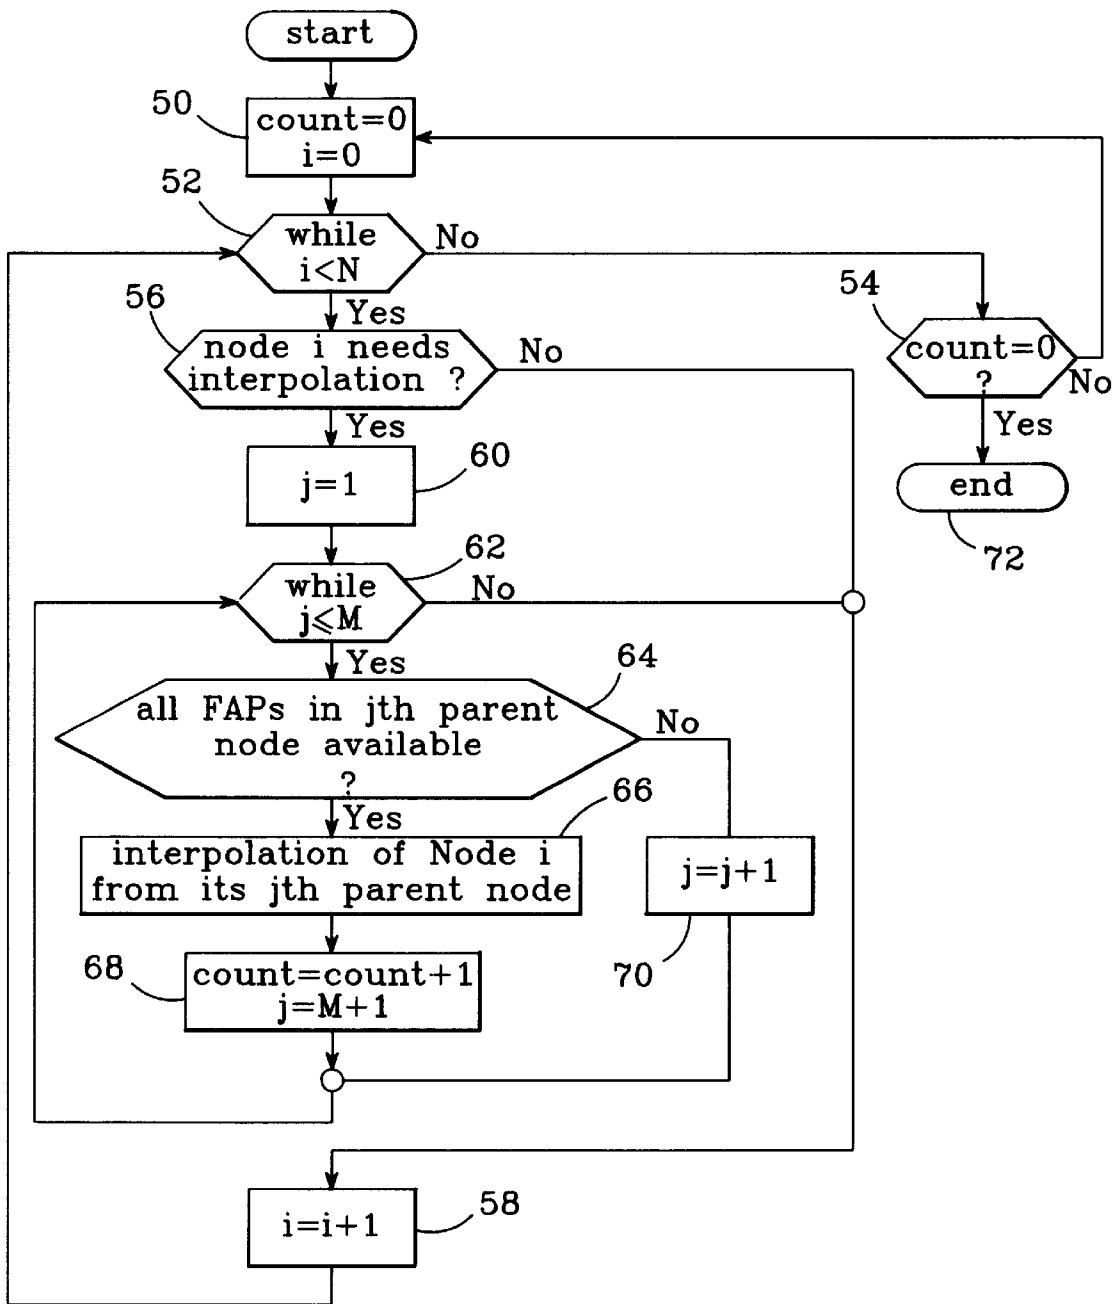 start
50
count=0
i=0
52
while
i<N
No
Yes
54
count=0
?
No
Yes
end
72
56
node i needs
interpolation ?
No
Yes
60
j=1
62
while
j⩽M
No
Yes
64
all FAPs in jth parent
node available
?
No
Yes
66
interpolation of Node i
from its jth parent node
j=j+1
70
68
count=count+1
j=M+1
i=i+1
58